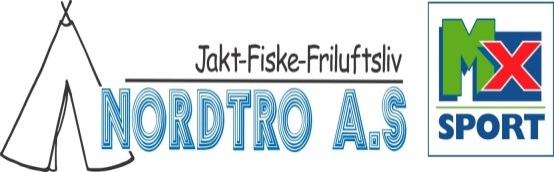 Jakt-Fiske-Friluftsliv
NORDTRO A.S
MX
SPORT